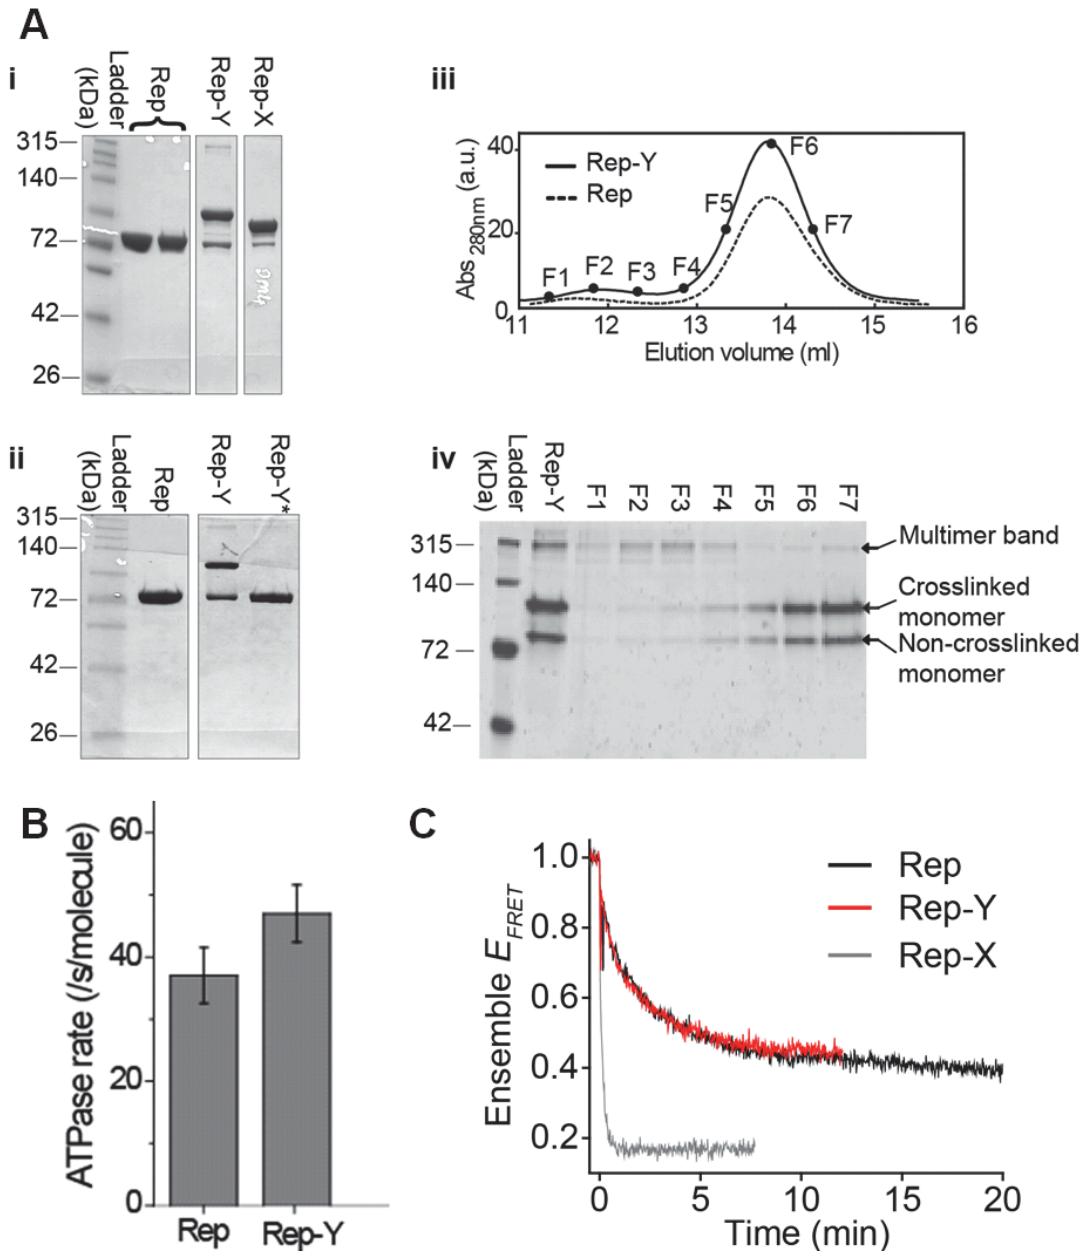 A
i
Ladder
(kDa)
Rep
Rep-Y
Rep-X
315
140
72
42
26
iii
Abs 280nm (a.u.)
40
20
0
Rep-Y
Rep
F1
F2
F3
F4
F5
F6
F7
11 12 13 14 15 16
Elution volume (ml)
ii
Ladder
(kDa)
Rep
Rep-Y
Rep-Y*
315
140
72
42
26
iv
Ladder
(kDa)
Rep-Y
F1
F2
F3
F4
F5
F6
F7
315
140
72
42
Multimer band
Crosslinked
monomer
Non-crosslinked
monomer
B
ATPase rate (/s/molecule)
60
40
20
0
Rep Rep-Y
C
Ensemble EFRET
1.0
0.8
0.6
0.4
0.2
Rep
Rep-Y
Rep-X
0 5 10 15 20
Time (min)